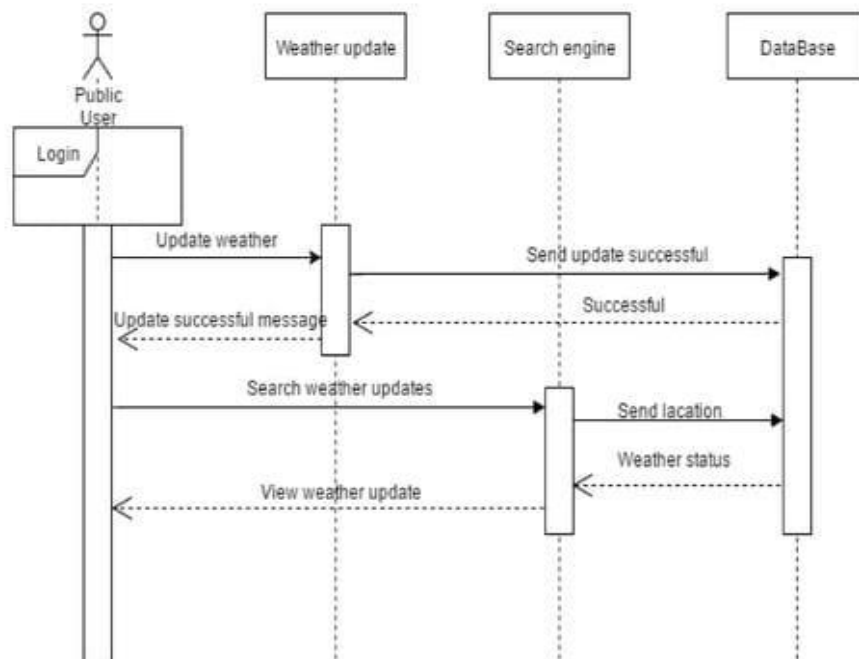 Weather update
Search engine
DataBase
Public
User
Login
Update weather
Send update successful
Successful
Update successful message
Search weather updates
Send lacation
Weather status
View weather update